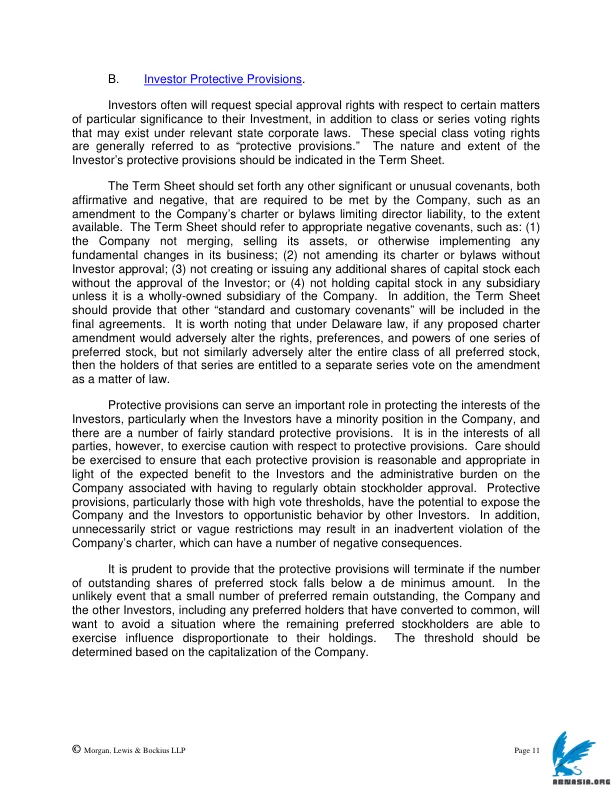 B. Investor Protective Provisions.
Investors often will request special approval rights with respect to certain matters
of particular significance to their Investment, in addition to class or series voting rights
that may exist under relevant state corporate laws. These special class voting rights
are generally referred to as “protective provisions.” The nature and extent of the
Investor’s protective provisions should be indicated in the Term Sheet.
The Term Sheet should set forth any other significant or unusual covenants, both
affirmative and negative, that are required to be met by the Company, such as an
amendment to the Company’s charter or bylaws limiting director liability, to the extent
available. The Term Sheet should refer to appropriate negative covenants, such as: (1)
the Company not merging, selling its assets, or otherwise implementing any
fundamental changes in its business; (2) not amending its charter or bylaws without
Investor approval; (3) not creating or issuing any additional shares of capital stock each
without the approval of the Investor; or (4) not holding capital stock in any subsidiary
unless it is a wholly-owned subsidiary of the Company. In addition, the Term Sheet
should provide that other “standard and customary covenants” will be included in the
final agreements. It is worth noting that under Delaware law, if any proposed charter
amendment would adversely alter the rights, preferences, and powers of one series of
preferred stock, but not similarly adversely alter the entire class of all preferred stock,
then the holders of that series are entitled to a separate series vote on the amendment
as a matter of law.
Protective provisions can serve an important role in protecting the interests of the
Investors, particularly when the Investors have a minority position in the Company, and
there are a number of fairly standard protective provisions. It is in the interests of all
parties, however, to exercise caution with respect to protective provisions. Care should
be exercised to ensure that each protective provision is reasonable and appropriate in
light of the expected benefit to the Investors and the administrative burden on the
Company associated with having to regularly obtain stockholder approval. Protective
provisions, particularly those with high vote thresholds, have the potential to expose the
Company and the Investors to opportunistic behavior by other Investors. In addition,
unnecessarily strict or vague restrictions may result in an inadvertent violation of the
Company’s charter, which can have a number of negative consequences.
It is prudent to provide that the protective provisions will terminate if the number
of outstanding shares of preferred stock falls below a de minimus amount. In the
unlikely event that a small number of preferred remain outstanding, the Company and
the other Investors, including any preferred holders that have converted to common, will
want to avoid a situation where the remaining preferred stockholders are able to
exercise influence disproportionate to their holdings. The threshold should be
determined based on the capitalization of the Company.
© Morgan, Lewis & Bockius LLP Page 11
ABNASIA.ORG